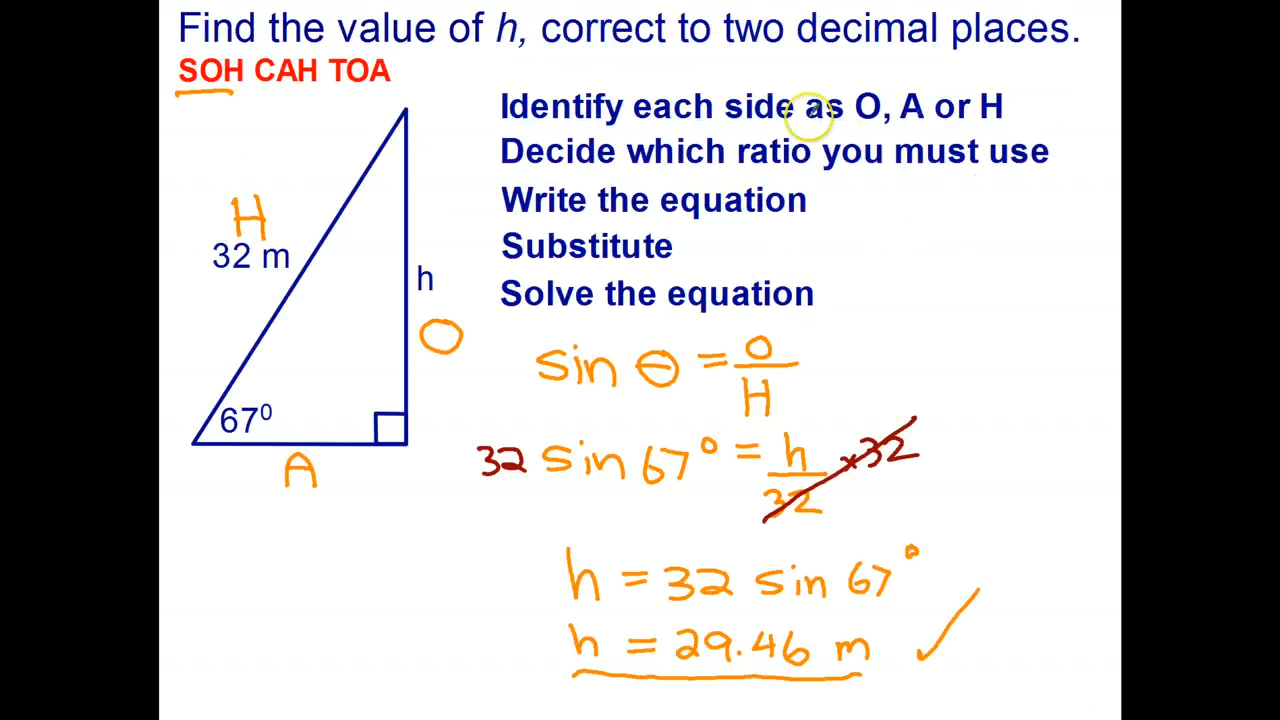 Find the value of h, correct to two decimal places.
SOH CAH TOA
Identify each side as O, A or H
Decide which ratio you must use
Write the equation
Substitute
Solve the equation
H
32 m
h
O
67⁰
A
sin θ = O/H
32 sin 67° = h/32 × 32
h = 32 sin 67°
h = 29.46 m ✓